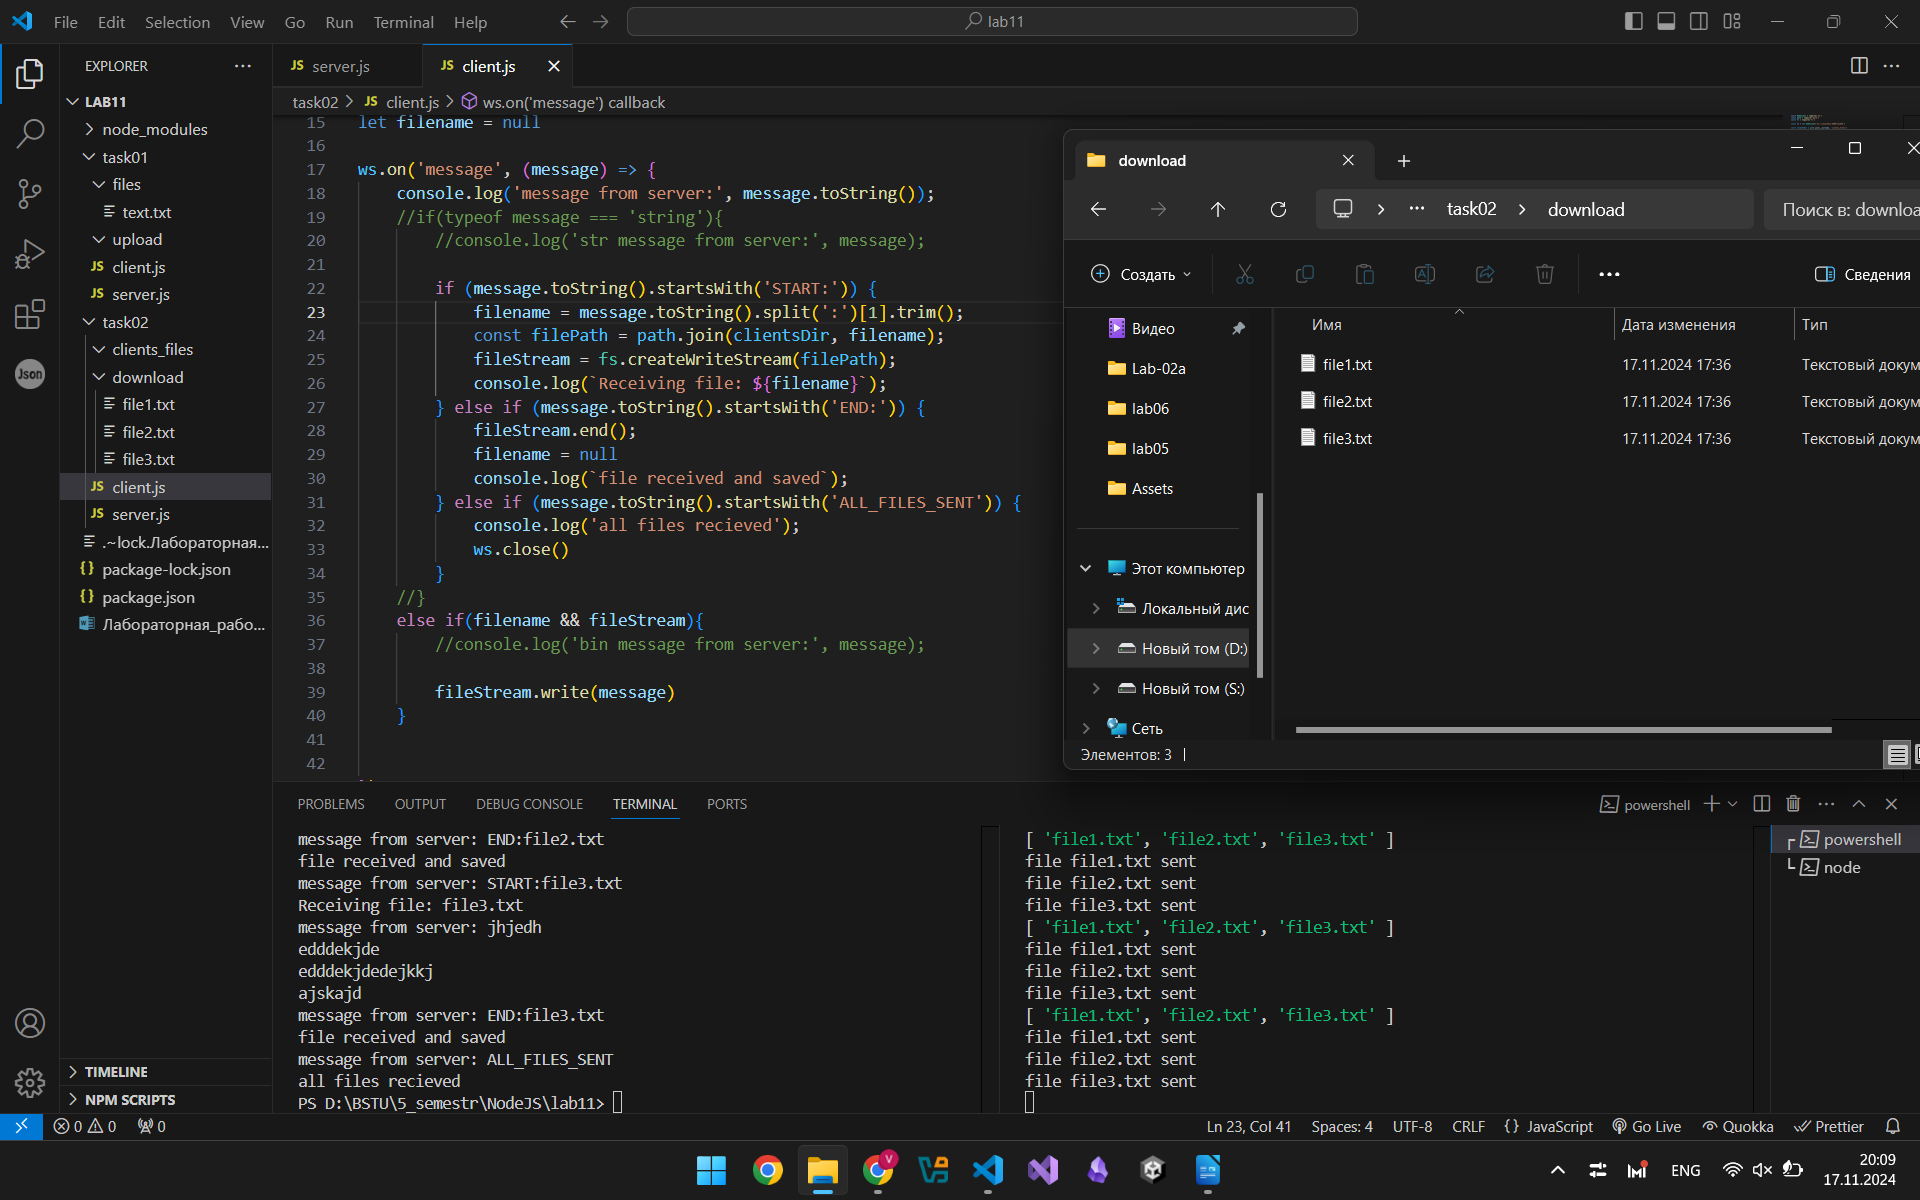 File Edit Selection View Go Run Terminal Help
lab11
EXPLORER
LAB11
node_modules
task01
files
text.txt
upload
JS client.js
JS server.js
task02
clients_files
download
file1.txt
file2.txt
file3.txt
JS client.js
JS server.js
.~lock.Лабораторная...
{} package-lock.json
{} package.json
Лабораторная_рабо...
TIMELINE
NPM SCRIPTS
JS server.js
JS client.js
task02 > JS client.js > ws.on('message') callback
15 let filename = null
16
17 ws.on('message', (message) => {
18 console.log('message from server:', message.toString());
19 //if(typeof message === 'string'){
20 //console.log('str message from server:', message);
21
22 if (message.toString().startsWith('START:')) {
23 filename = message.toString().split(':')[1].trim();
24 const filePath = path.join(clientsDir, filename);
25 fileStream = fs.createWriteStream(filePath);
26 console.log(`Receiving file: ${filename}`);
27 } else if (message.toString().startsWith('END:')) {
28 fileStream.end();
29 filename = null
30 console.log(`file received and saved`);
31 } else if (message.toString().startsWith('ALL_FILES_SENT')) {
32 console.log('all files recieved');
33 ws.close()
34 }
35 //}
36 else if(filename && fileStream){
37 //console.log('bin message from server:', message);
38
39 fileStream.write(message)
40 }
41
42
download
task02 > download
Поиск в: downloa
Создать
Сведения
Видео
Lab-02a
lab06
lab05
Assets
Этот компьютер
Локальный дис
Новый том (D:)
Новый том (S:)
Сеть
Имя Дата изменения Тип
file1.txt 17.11.2024 17:36 Текстовый докум
file2.txt 17.11.2024 17:36 Текстовый докум
file3.txt 17.11.2024 17:36 Текстовый докум
Элементов: 3
PROBLEMS OUTPUT DEBUG CONSOLE TERMINAL PORTS
powershell
message from server: END:file2.txt
file received and saved
message from server: START:file3.txt
Receiving file: file3.txt
message from server: jhjedh
edddekjde
edddekjdedejkkj
ajskajd
message from server: END:file3.txt
file received and saved
message from server: ALL_FILES_SENT
all files recieved
PS D:\BSTU\5_semestr\NodeJS\lab11>
[ 'file1.txt', 'file2.txt', 'file3.txt' ]
file file1.txt sent
file file2.txt sent
file file3.txt sent
[ 'file1.txt', 'file2.txt', 'file3.txt' ]
file file1.txt sent
file file2.txt sent
file file3.txt sent
[ 'file1.txt', 'file2.txt', 'file3.txt' ]
file file1.txt sent
file file2.txt sent
file file3.txt sent
powershell
node
0 0 0
Ln 23, Col 41 Spaces: 4 UTF-8 CRLF {} JavaScript Go Live Quokka Prettier
Json
V
ENG
20:09
17.11.2024